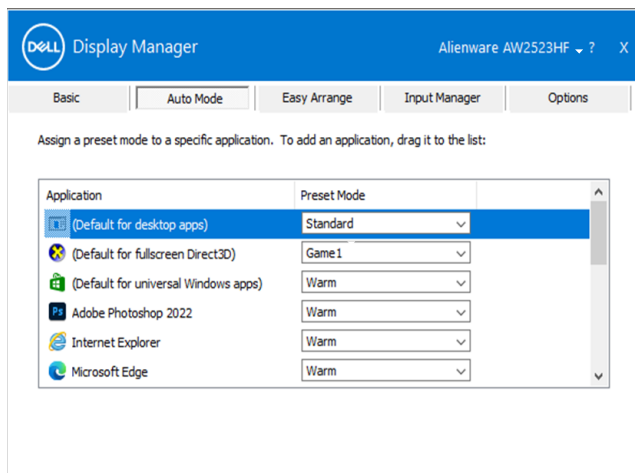 DELL Display Manager Alienware AW2523HF ? X
Basic Auto Mode Easy Arrange Input Manager Options
Assign a preset mode to a specific application. To add an application, drag it to the list:
Application Preset Mode
(Default for desktop apps) Standard
(Default for fullscreen Direct3D) Game1
(Default for universal Windows apps) Warm
Ps Adobe Photoshop 2022 Warm
Internet Explorer Warm
Microsoft Edge Warm